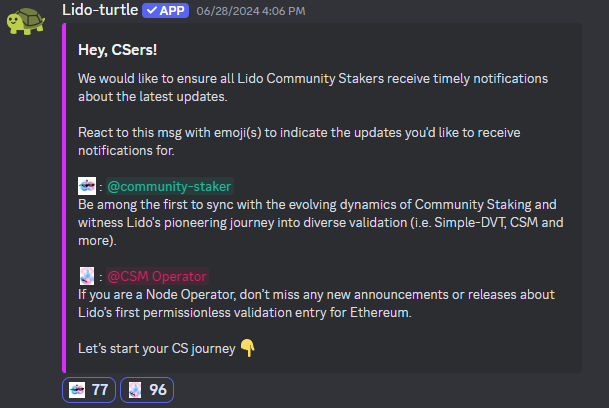 Lido-turtle ✓ APP 06/28/2024 4:06 PM
Hey, CSers!
We would like to ensure all Lido Community Stakers receive timely notifications
about the latest updates.
React to this msg with emoji(s) to indicate the updates you'd like to receive
notifications for.
: @community-staker
Be among the first to sync with the evolving dynamics of Community Staking and
witness Lido's pioneering journey into diverse validation (i.e. Simple-DVT, CSM and
more).
: @CSM Operator
If you are a Node Operator, don’t miss any new announcements or releases about
Lido’s first permissionless validation entry for Ethereum.
Let’s start your CS journey 👇
77 96